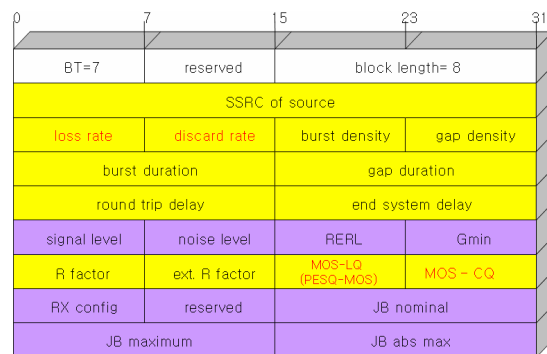 0 7 15 23 31
BT=7 reserved block length= 8
SSRC of source
loss rate discard rate burst density gap density
burst duration gap duration
round trip delay end system delay
signal level noise level RERL Gmin
R factor ext. R factor MOS-LQ (PESQ-MOS) MOS - CQ
RX config reserved JB nominal
JB maximum JB abs max